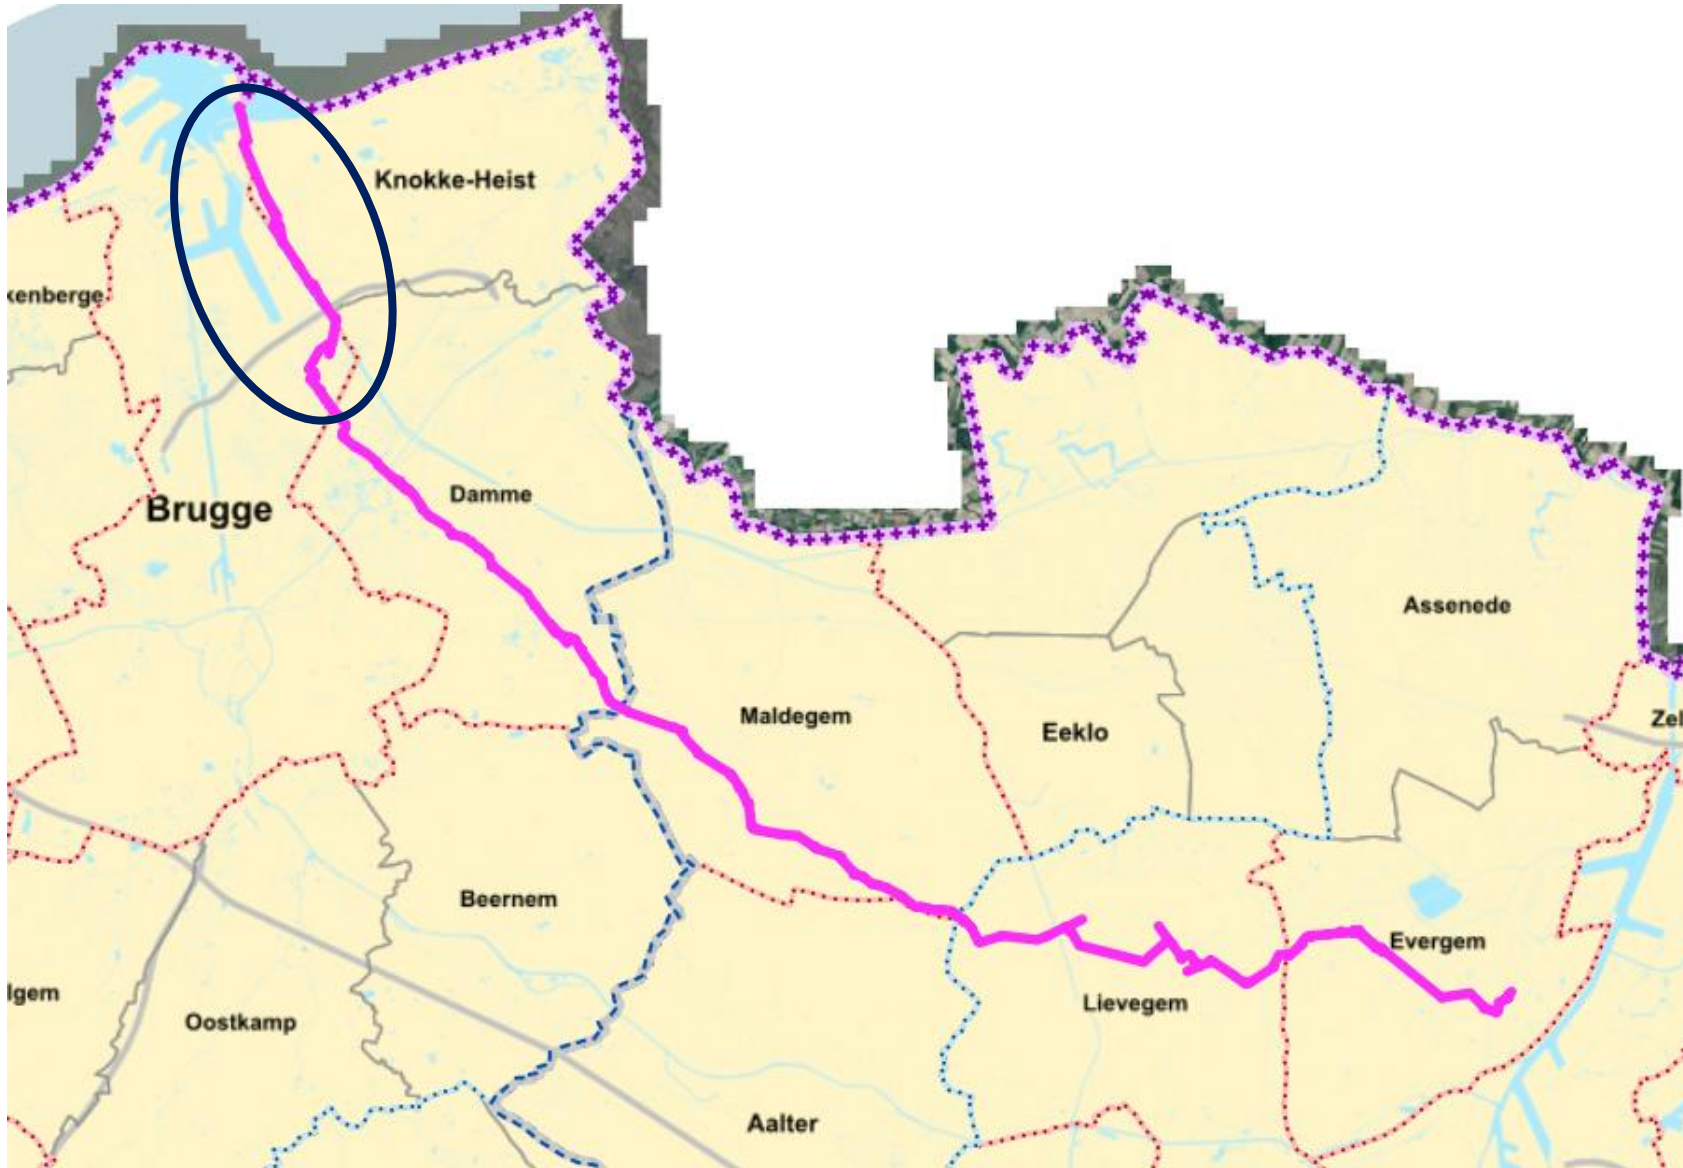 Knokke-Heist
kenberge
Brugge
Damme
Assenede
Maldegem
Eeklo
Zel
Beernem
Evergem
lgem
Oostkamp
Lievegem
Aalter